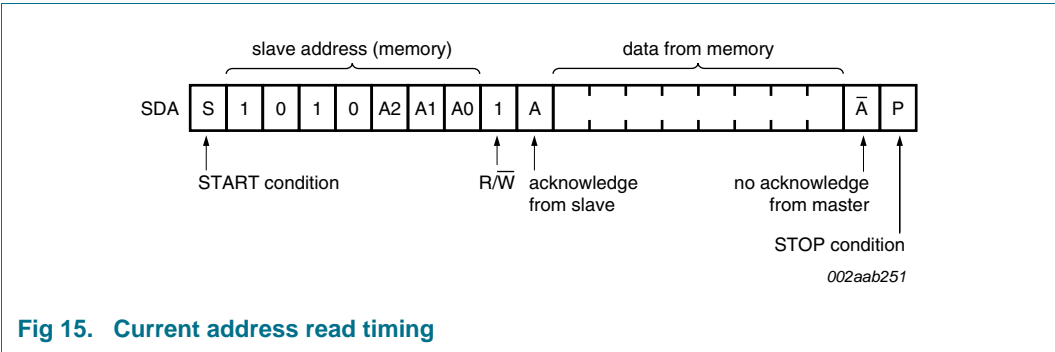 slave address (memory) data from memory
SDA S 1 0 1 0 A2 A1 A0 1 A A̅ P
START condition R/W̅ acknowledge no acknowledge
from slave from master
STOP condition
002aab251
Fig 15. Current address read timing